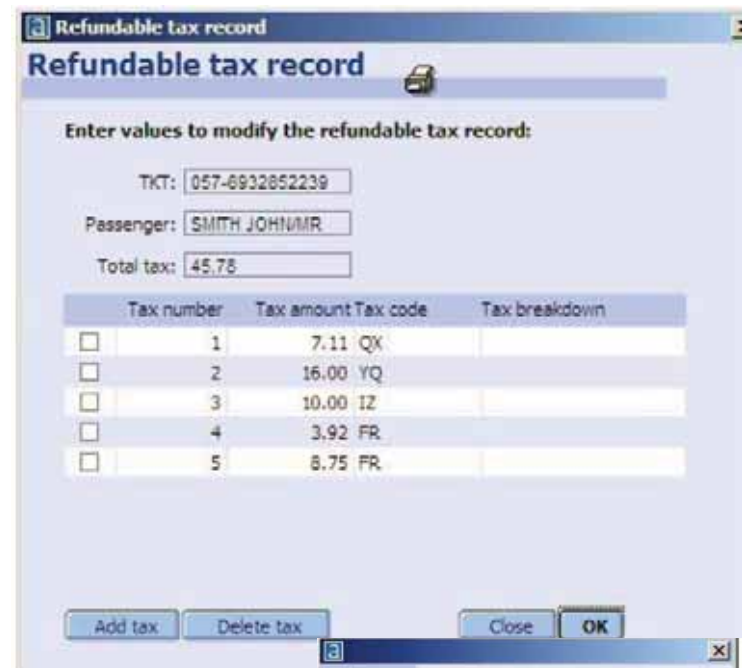 Refundable tax record
Refundable tax record
Enter values to modify the refundable tax record:
TKT: 057-6932852239
Passenger: SMITH JOHN/MR
Total tax: 45.78
Tax number Tax amount Tax code Tax breakdown
1 7.11 QX
2 16.00 YQ
3 10.00 IZ
4 3.92 FR
5 8.75 FR
Add tax Delete tax Close OK